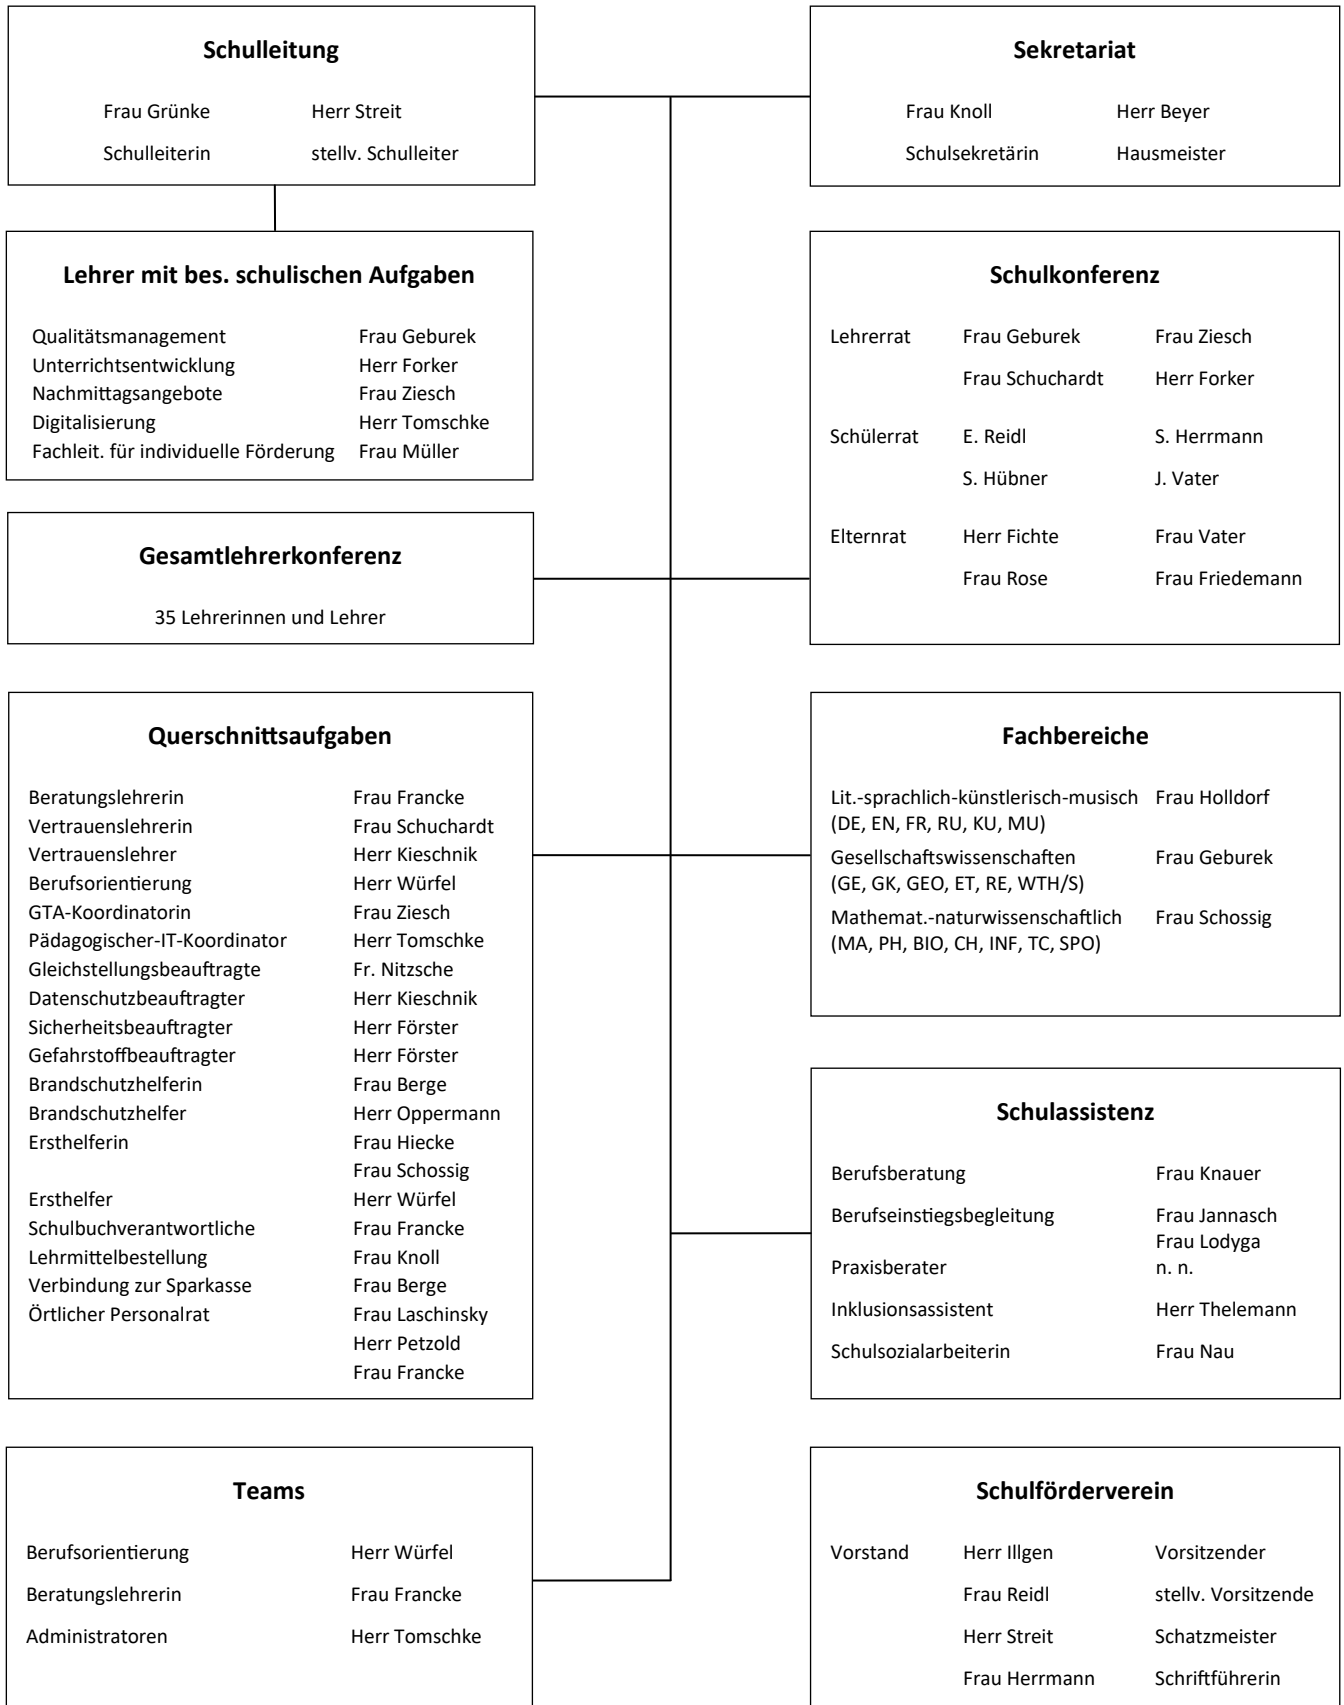 Schulleitung
Frau Grünke Herr Streit
Schulleiterin stellv. Schulleiter
Sekretariat
Frau Knoll Herr Beyer
Schulsekretärin Hausmeister
Lehrer mit bes. schulischen Aufgaben
Qualitätsmanagement Frau Geburek
Unterrichtsentwicklung Herr Forker
Nachmittagsangebote Frau Ziesch
Digitalisierung Herr Tomschke
Fachleit. für individuelle Förderung Frau Müller
Schulkonferenz
Lehrerrat Frau Geburek Frau Ziesch
Frau Schuchardt Herr Forker
Schülerrat E. Reidl S. Herrmann
S. Hübner J. Vater
Elternrat Herr Fichte Frau Vater
Frau Rose Frau Friedemann
Gesamtlehrerkonferenz
35 Lehrerinnen und Lehrer
Querschnittsaufgaben
Beratungslehrerin Frau Francke
Vertrauenslehrerin Frau Schuchardt
Vertrauenslehrer Herr Kieschnik
Berufsorientierung Herr Würfel
GTA-Koordinatorin Frau Ziesch
Pädagogischer-IT-Koordinator Herr Tomschke
Gleichstellungsbeauftragte Fr. Nitzsche
Datenschutzbeauftragter Herr Kieschnik
Sicherheitsbeauftragter Herr Förster
Gefahrstoffbeauftragter Herr Förster
Brandschutzhelferin Frau Berge
Brandschutzhelfer Herr Oppermann
Ersthelferin Frau Hiecke
Frau Schossig
Ersthelfer Herr Würfel
Schulbuchverantwortliche Frau Francke
Lehrmittelbestellung Frau Knoll
Verbindung zur Sparkasse Frau Berge
Örtlicher Personalrat Frau Laschinsky
Herr Petzold
Frau Francke
Fachbereiche
Lit.-sprachlich-künstlerisch-musisch Frau Holldorf
(DE, EN, FR, RU, KU, MU)
Gesellschaftswissenschaften Frau Geburek
(GE, GK, GEO, ET, RE, WTH/S)
Mathemat.-naturwissenschaftlich Frau Schossig
(MA, PH, BIO, CH, INF, TC, SPO)
Schulassistenz
Berufsberatung Frau Knauer
Berufseinstiegsbegleitung Frau Jannasch
Frau Lodyga
Praxisberater n. n.
Inklusionsassistent Herr Thelemann
Schulsozialarbeiterin Frau Nau
Teams
Berufsorientierung Herr Würfel
Beratungslehrerin Frau Francke
Administratoren Herr Tomschke
Schulförderverein
Vorstand Herr Illgen Vorsitzender
Frau Reidl stellv. Vorsitzende
Herr Streit Schatzmeister
Frau Herrmann Schriftführerin